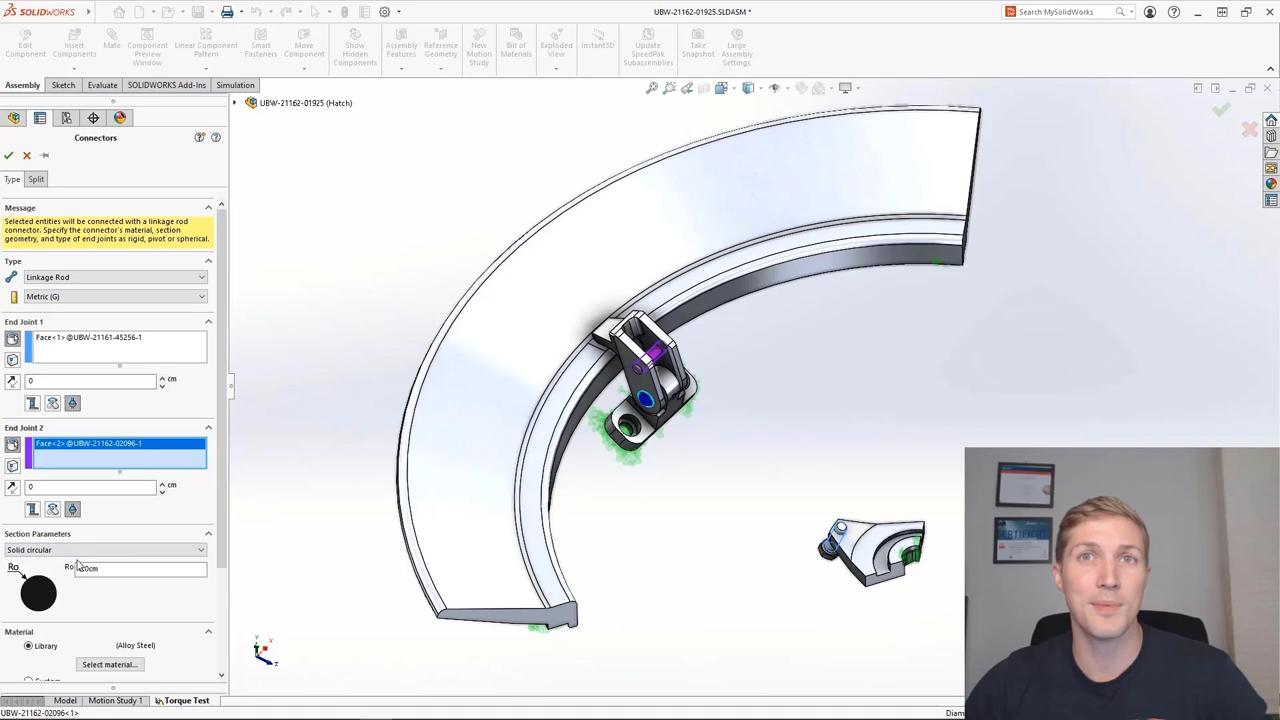 SOLIDWORKS
UBW-21162-01925.SLDASM *
Search MySolidWorks
Edit Component
Insert Components
Mate
Component Preview Window
Linear Component Pattern
Smart Fasteners
Move Component
Show Hidden Components
Assembly Features
Reference Geometry
New Motion Study
Bill of Materials
Exploded View
Instant3D
Update SpeedPak Subassemblies
Take Snapshot
Large Assembly Settings
Assembly
Sketch
Evaluate
SOLIDWORKS Add-Ins
Simulation
UBW-21162-01925 (Hatch)
Connectors
Type
Split
Message
Selected entities will be connected with a linkage rod
connector. Specify the connector's material, section
geometry, and type of end joints as rigid, pivot or spherical.
Type
Linkage Rod
Metric (G)
End Joint 1
Face<1>@UBW-21161-45256-1
0
cm
End Joint 2
Face<2>@UBW-21162-02096-1
0
cm
Section Parameters
Solid circular
Ro
Ro
Material
Library
(Alloy Steel)
Select material...
Y
X
Z
Model
Motion Study 1
Torque Test
UBW-21162-02096<1>
Diam